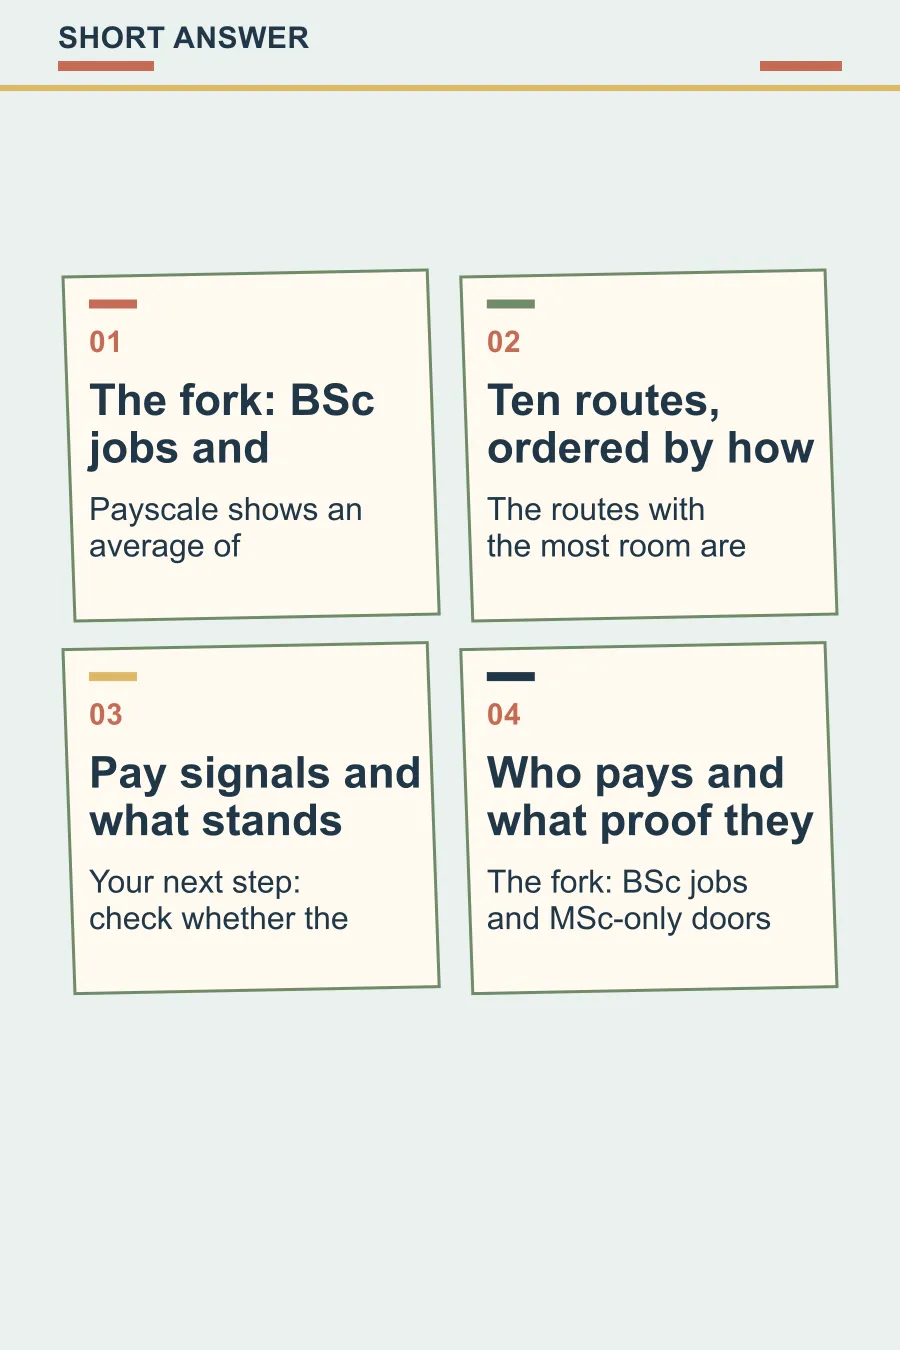 SHORT ANSWER
01
The fork: BSc
jobs and
Payscale shows an
average of
02
Ten routes,
ordered by how
The routes with
the most room are
03
Pay signals and
what stands
Your next step:
check whether the
04
Who pays and
what proof they
The fork: BSc jobs
and MSc-only doors